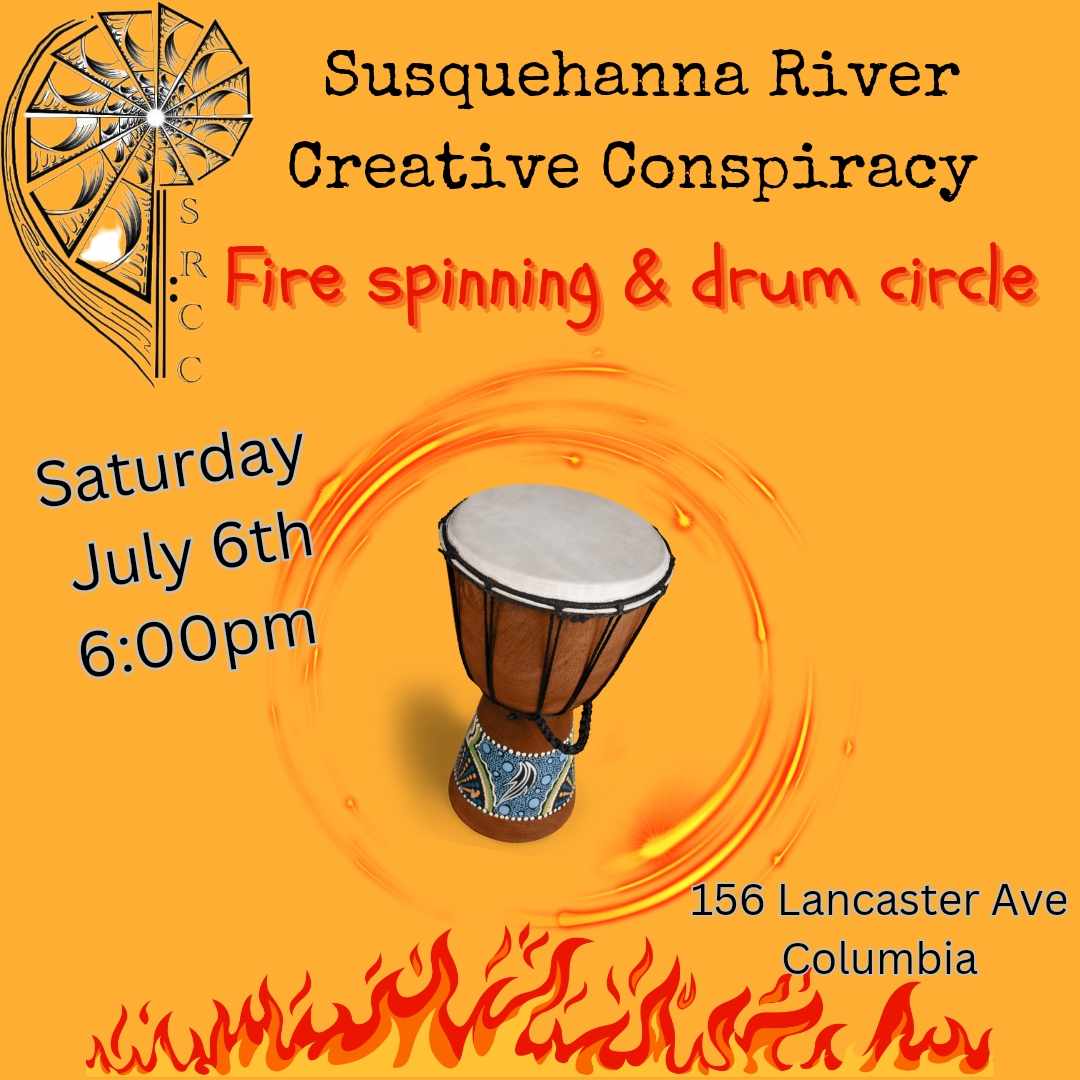 Susquehanna River
Creative Conspiracy
S
R
C
C
Fire spinning & drum circle
Saturday
July 6th
6:00pm
156 Lancaster Ave
Columbia